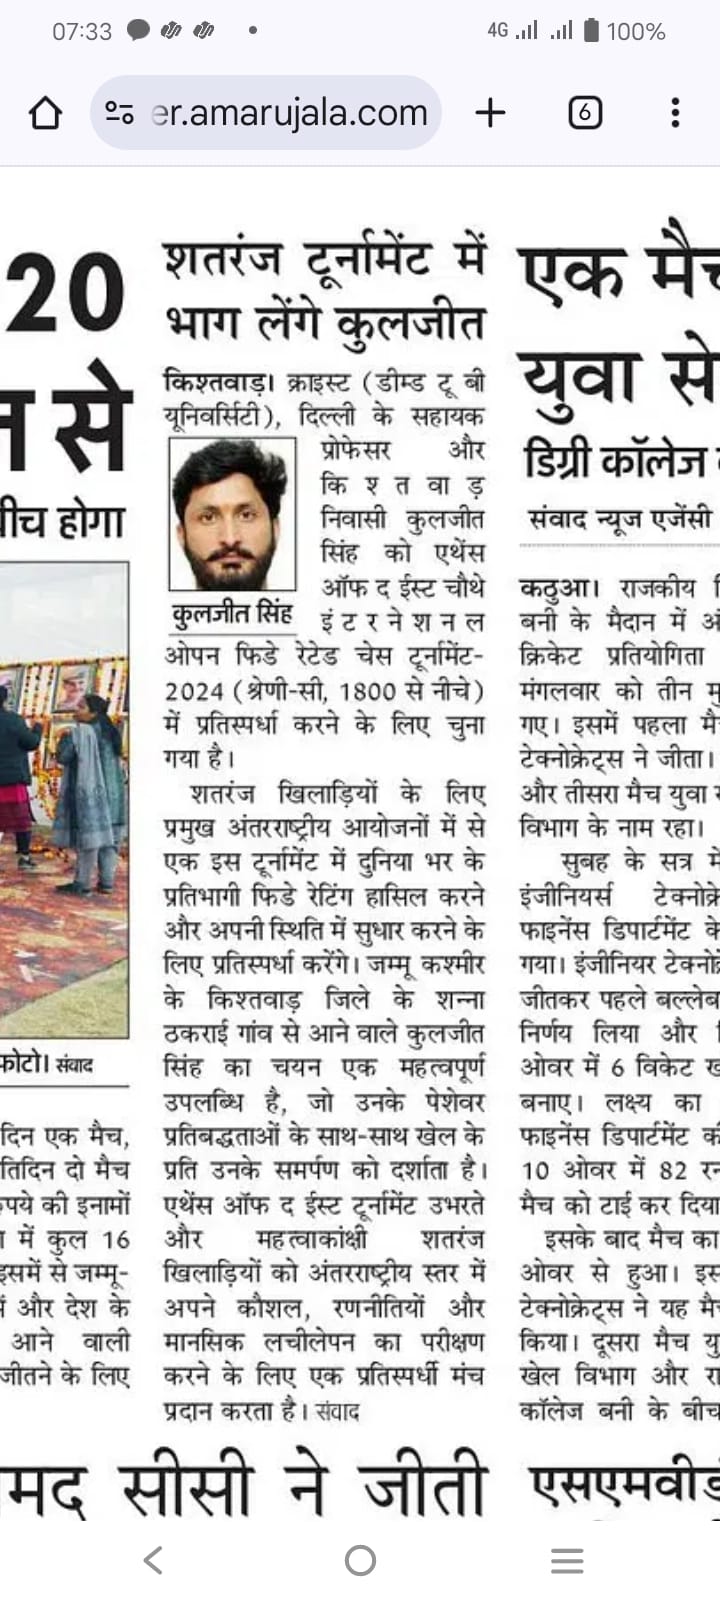 07:33
4G
100%
er.amarujala.com
6
20
से
बीच होगा
फोटो। संवाद
दिन एक मैच,
दो मैच
की इनामों
में कुल 16
इसमें से जम्मू-
और देश के
आने वाली
जीतने के लिए
शतरंज टूर्नामेंट में
भाग लेंगे कुलजीत
किश्तवाड़। क्राइस्ट (डीम्ड टू बी
यूनिवर्सिटी), दिल्ली के सहायक
प्रोफेसर और
किश्तवाड़
निवासी कुलजीत
सिंह को एथेंस
ऑफ द ईस्ट चौथे
इंटरनेशनल
कुलजीत सिंह
ओपन फिडे रेटेड चेस टूर्नामेंट-
2024 (श्रेणी-सी, 1800 से नीचे)
में प्रतिस्पर्धा करने के लिए चुना
गया है।
शतरंज खिलाड़ियों के लिए
प्रमुख अंतरराष्ट्रीय आयोजनों में से
एक इस टूर्नामेंट में दुनिया भर के
प्रतिभागी फिडे रेटिंग हासिल करने
और अपनी स्थिति में सुधार करने के
लिए प्रतिस्पर्धा करेंगे। जम्मू कश्मीर
के किश्तवाड़ जिले के शन्ना
ठकराई गांव से आने वाले कुलजीत
सिंह का चयन एक महत्वपूर्ण
उपलब्धि है, जो उनके पेशेवर
प्रतिबद्धताओं के साथ-साथ खेल के
प्रति उनके समर्पण को दर्शाता है।
एथेंस ऑफ द ईस्ट टूर्नामेंट उभरते
और महत्वाकांक्षी शतरंज
खिलाड़ियों को अंतरराष्ट्रीय स्तर में
अपने कौशल, रणनीतियों और
मानसिक लचीलेपन का परीक्षण
करने के लिए एक प्रतिस्पर्धी मंच
प्रदान करता है। संवाद
एक
युवा से
डिग्री कॉलेज
संवाद न्यूज एजेंसी
कठुआ। राजकीय
बनी के मैदान में
क्रिकेट प्रतियोगिता
मंगलवार को तीन
गए। इसमें पहला
टेक्नोक्रेट्स ने जीता।
और तीसरा मैच युवा
विभाग के नाम रहा।
सुबह के सत्र
इंजीनियर्स
फाइनेंस डिपार्टमेंट के
गया। इंजीनियर
जीतकर पहले
निर्णय लिया और
ओवर में 6 विकेट
बनाए। लक्ष्य का
फाइनेंस डिपार्टमेंट
10 ओवर में 82
मैच को टाई कर दिया
इसके बाद मैच का
ओवर से हुआ।
टेक्नोक्रेट्स ने यह
किया। दूसरा मैच
खेल विभाग और
कॉलेज बनी के बीच
सीसी ने जीती